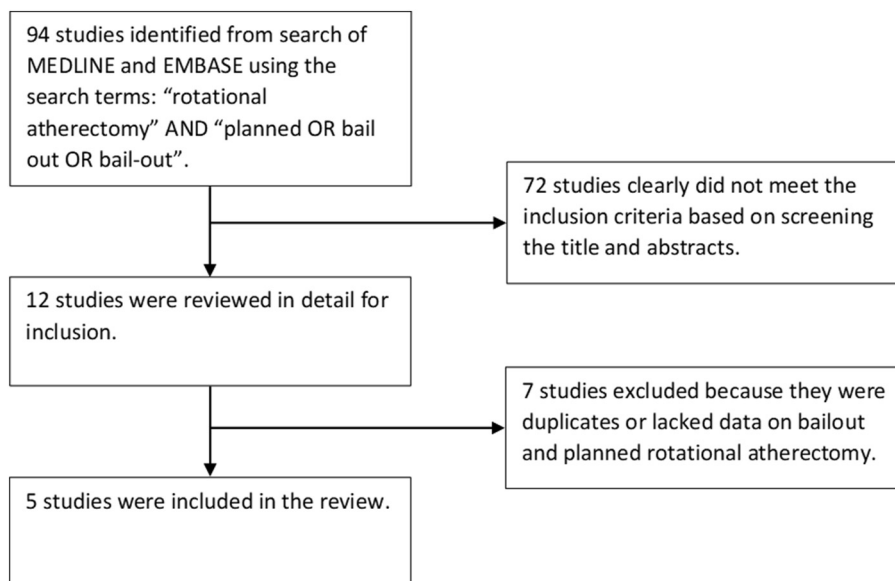 94 studies identified from search of
MEDLINE and EMBASE using the
search terms: “rotational
atherectomy” AND “planned OR bail
out OR bail-out”.
72 studies clearly did not meet the
inclusion criteria based on screening
the title and abstracts.
12 studies were reviewed in detail for
inclusion.
7 studies excluded because they were
duplicates or lacked data on bailout
and planned rotational atherectomy.
5 studies were included in the review.